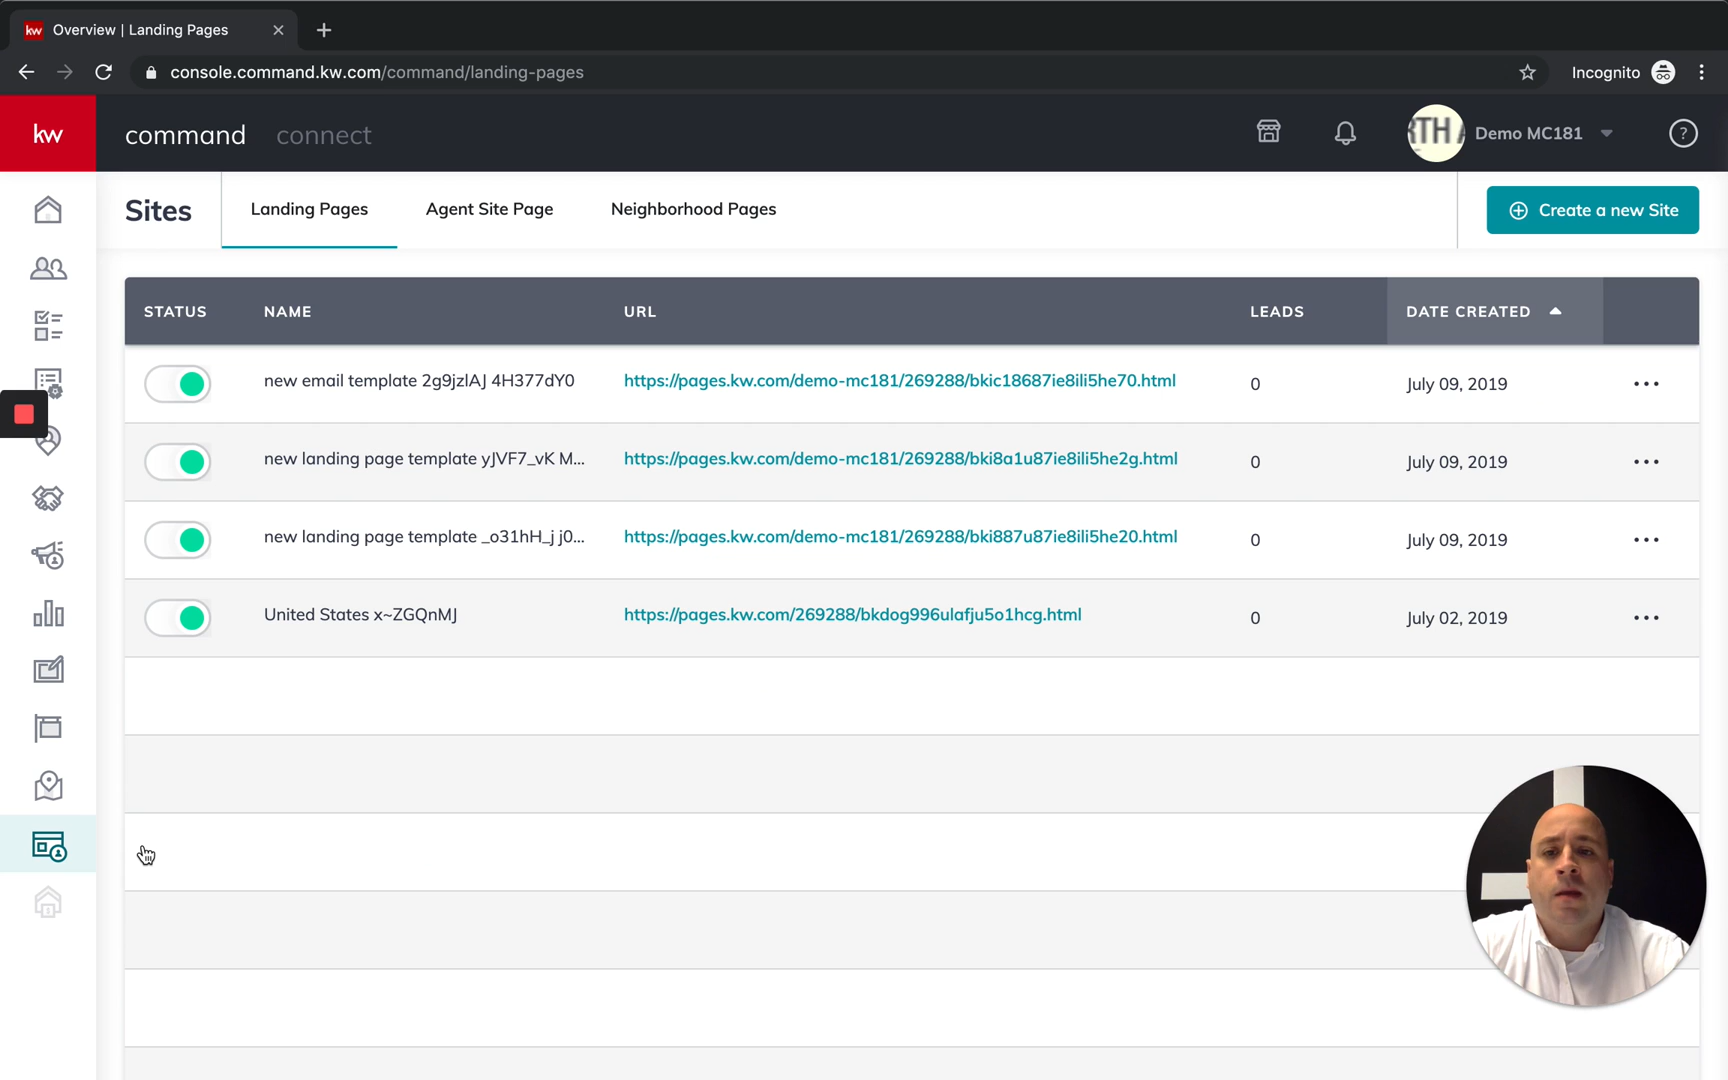 kw Overview | Landing Pages
console.command.kw.com/command/landing-pages
Incognito
kw
command connect
RTH
Demo MC181
?
Sites
Landing Pages
Agent Site Page
Neighborhood Pages
Create a new Site
STATUS NAME URL LEADS DATE CREATED
new email template 2g9jzlAJ 4H377dY0 https://pages.kw.com/demo-mc181/269288/bkic18687ie8ili5he70.html 0 July 09, 2019
new landing page template yJVF7_vK M... https://pages.kw.com/demo-mc181/269288/bki8a1u87ie8ili5he2g.html 0 July 09, 2019
new landing page template _o31hH_j j0... https://pages.kw.com/demo-mc181/269288/bki887u87ie8ili5he20.html 0 July 09, 2019
United States x~ZGQnMJ https://pages.kw.com/269288/bkdog996ulafju5o1hcg.html 0 July 02, 2019